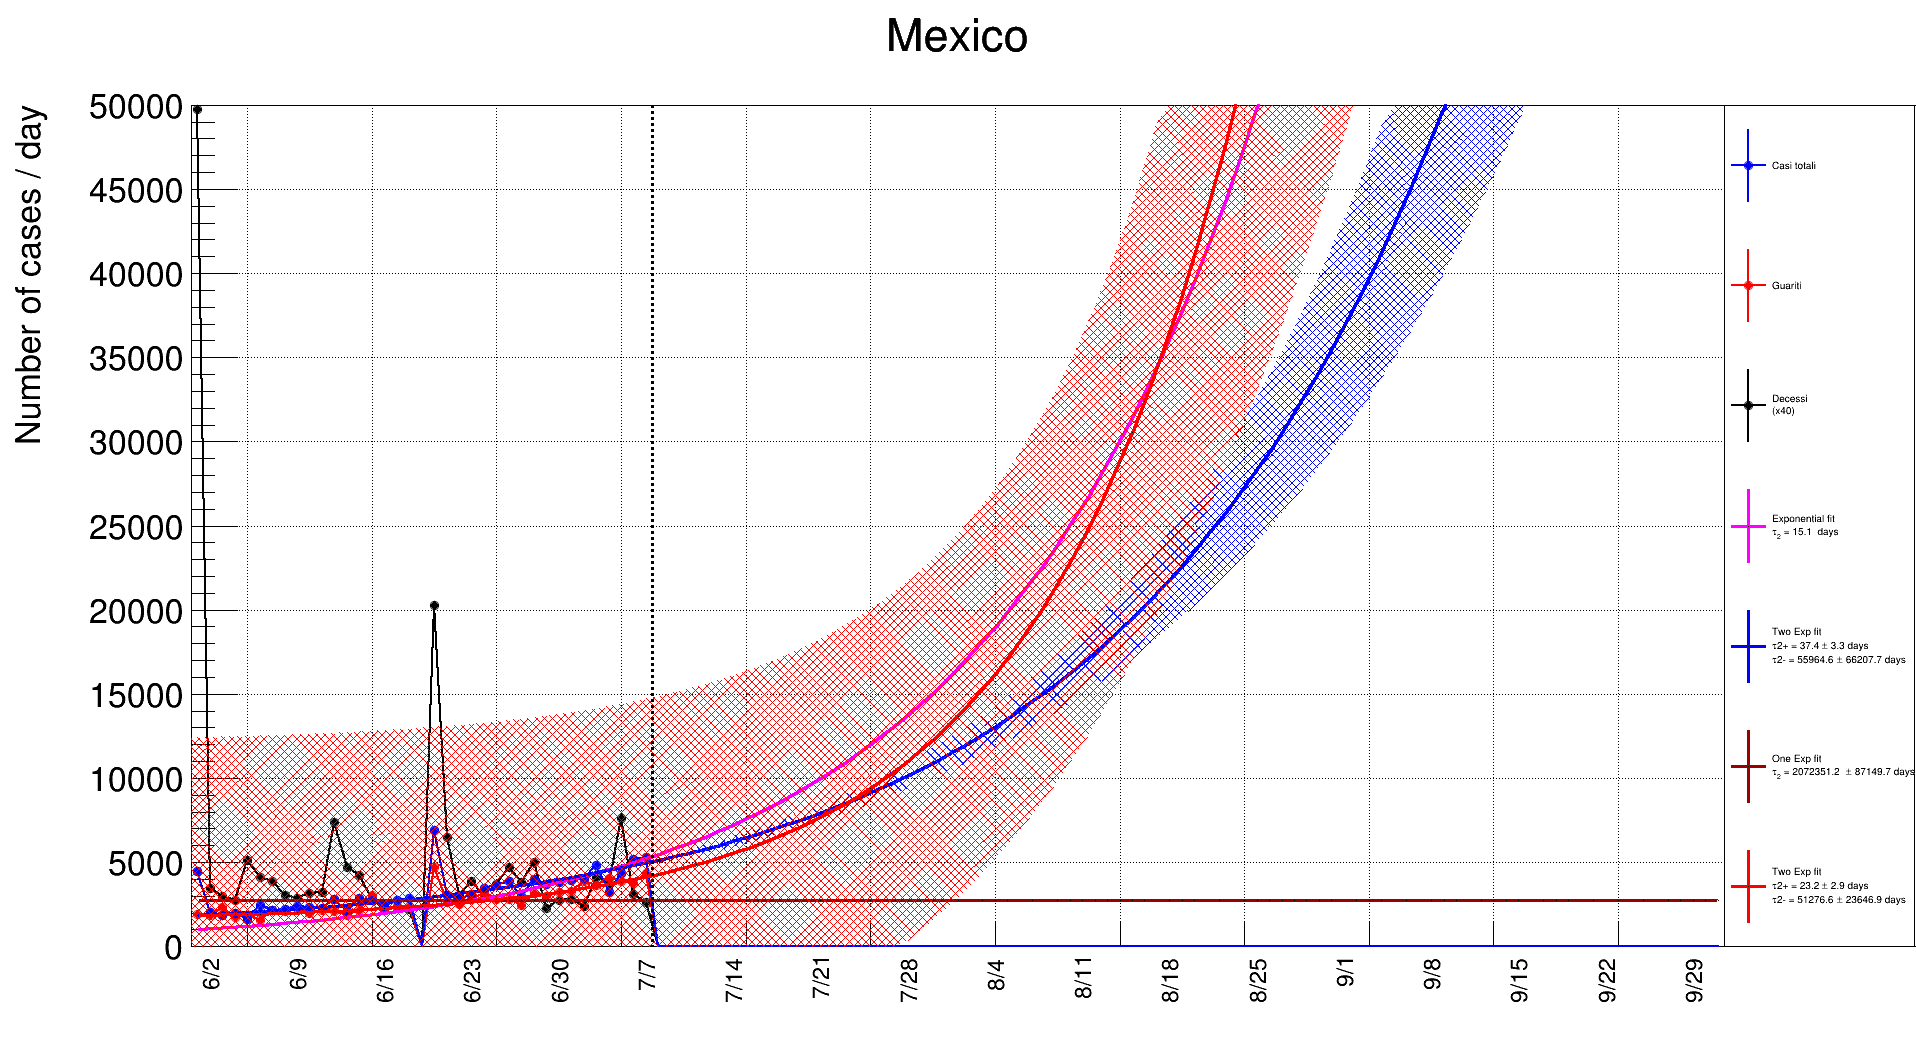 Mexico
Number of cases / day
50000
45000
40000
35000
30000
25000
20000
15000
10000
5000
0
6/2
6/9
6/16
6/23
6/30
7/7
7/14
7/21
7/28
8/4
8/11
8/18
8/25
9/1
9/8
9/15
9/22
9/29
Casi totali
Guariti
Decessi
(x40)
Exponential fit
τ2 = 15.1 days
Two Exp fit
τ2+ = 37.4 ± 3.3 days
τ2- = 55964.6 ± 66207.7 days
One Exp fit
τ2 = 2072351.2 ± 87149.7 days
Two Exp fit
τ2+ = 23.2 ± 2.9 days
τ2- = 51276.6 ± 23646.9 days